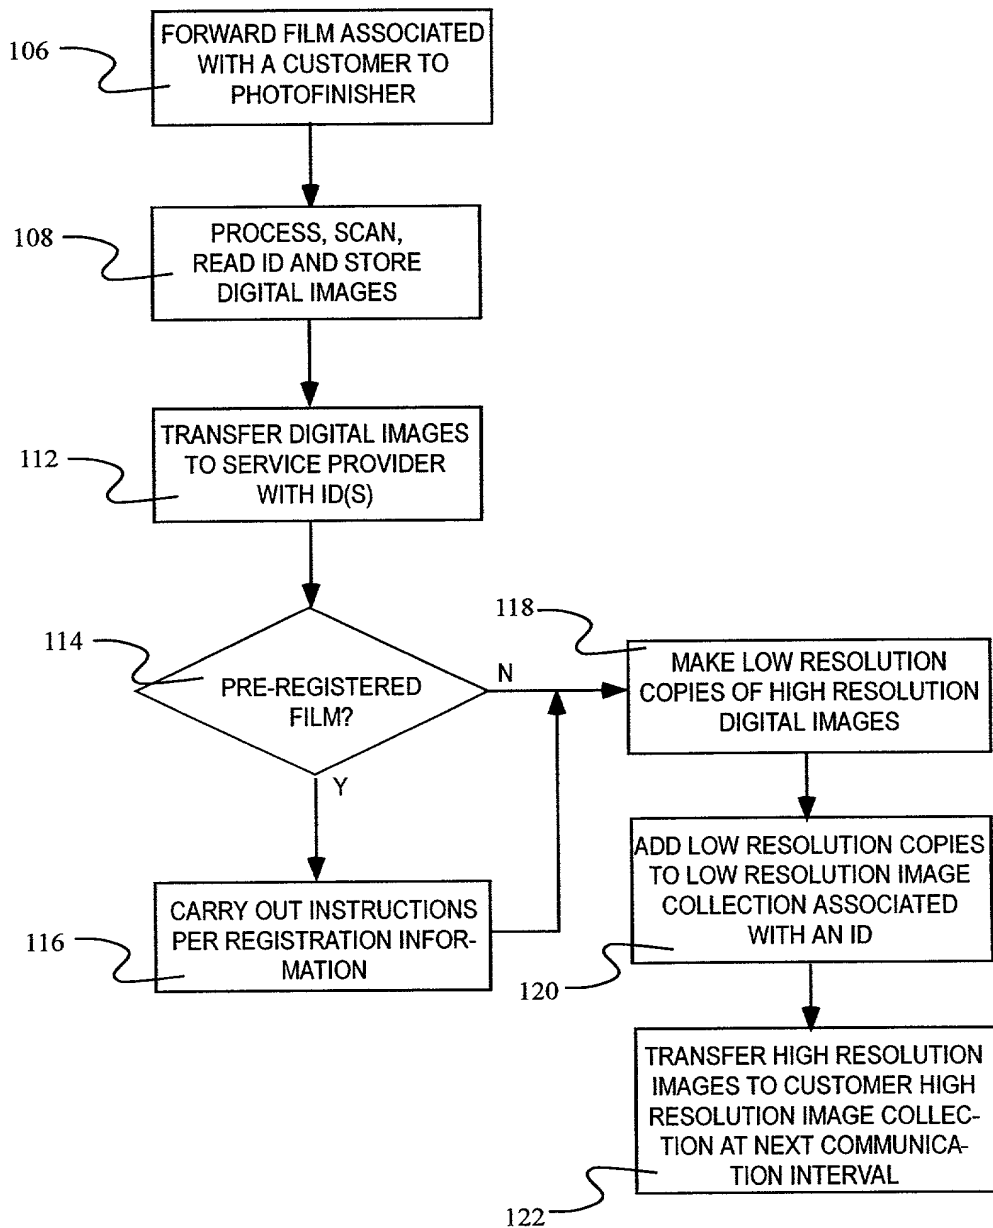 106
FORWARD FILM ASSOCIATED
WITH A CUSTOMER TO
PHOTOFINISHER
108
PROCESS, SCAN,
READ ID AND STORE
DIGITAL IMAGES
112
TRANSFER DIGITAL IMAGES
TO SERVICE PROVIDER
WITH ID(S)
114
PRE-REGISTERED
FILM?
N
Y
116
CARRY OUT INSTRUCTIONS
PER REGISTRATION INFOR-
MATION
118
MAKE LOW RESOLUTION
COPIES OF HIGH RESOLUTION
DIGITAL IMAGES
ADD LOW RESOLUTION COPIES
TO LOW RESOLUTION IMAGE
COLLECTION ASSOCIATED
WITH AN ID
120
TRANSFER HIGH RESOLUTION
IMAGES TO CUSTOMER HIGH
RESOLUTION IMAGE COLLEC-
TION AT NEXT COMMUNICA-
TION INTERVAL
122